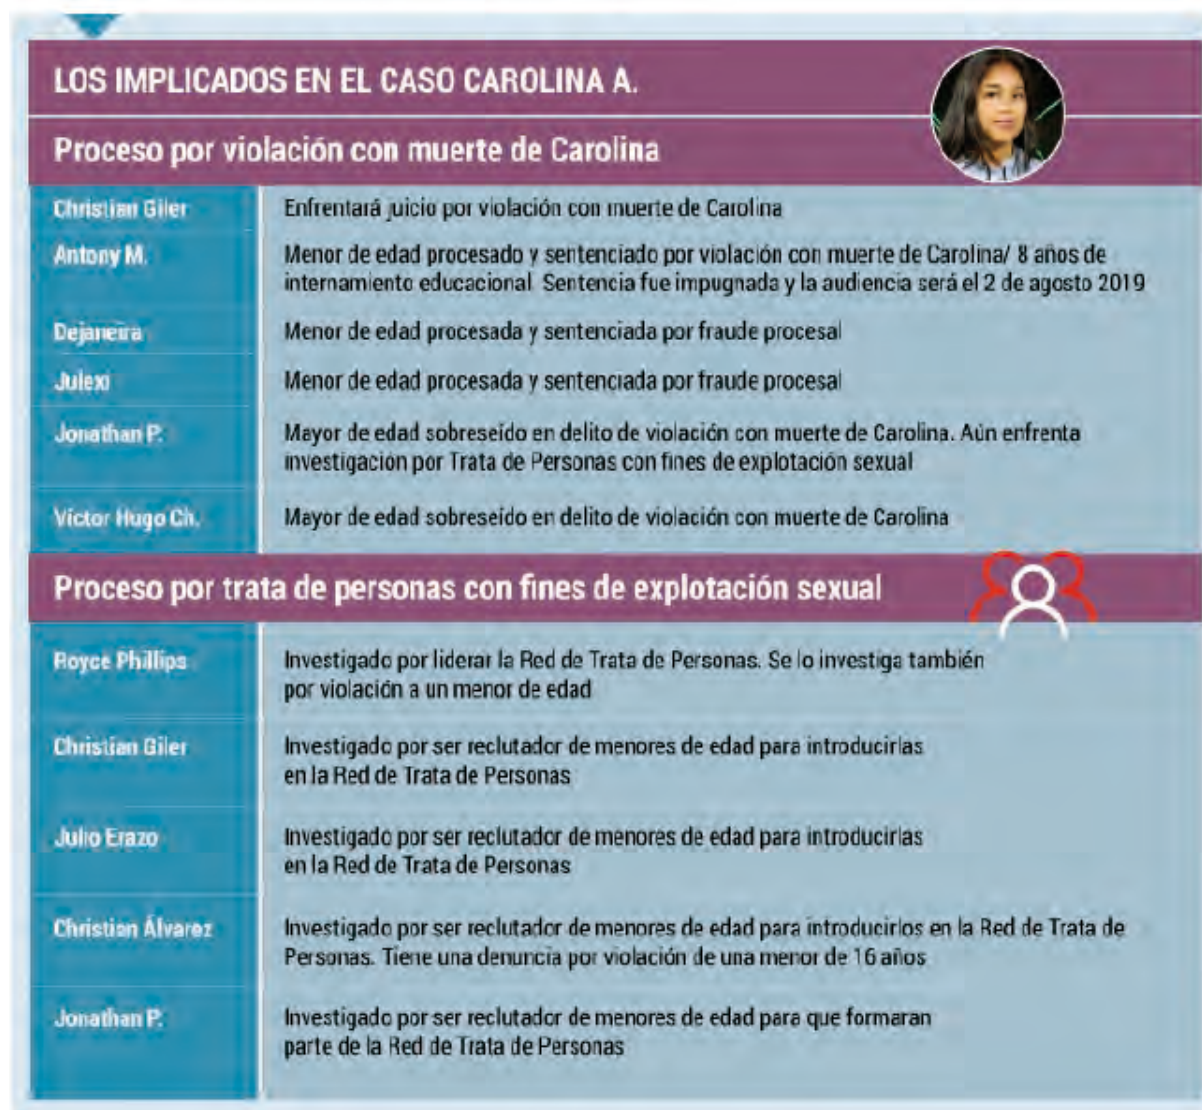 LOS IMPLICADOS EN EL CASO CAROLINA A.
Proceso por violación con muerte de Carolina
Christian Giler
Enfrentará juicio por violación con muerte de Carolina
Antony M.
Menor de edad procesado y sentenciado por violación con muerte de Carolina/ 8 años de
internamiento educacional. Sentencia fue impugnada y la audiencia será el 2 de agosto 2019
Dejaneira
Menor de edad procesada y sentenciada por fraude procesal
Julexi
Menor de edad procesada y sentenciada por fraude procesal
Jonathan P.
Mayor de edad sobreseído en delito de violación con muerte de Carolina. Aún enfrenta
investigación por Trata de Personas con fines de explotación sexual
Víctor Hugo Ch.
Mayor de edad sobreseído en delito de violación con muerte de Carolina
Proceso por trata de personas con fines de explotación sexual
Royce Phillips
Investigado por liderar la Red de Trata de Personas. Se lo investiga también
por violación a un menor de edad
Christian Giler
Investigado por ser reclutador de menores de edad para introducirlas
en la Red de Trata de Personas
Julio Erazo
Investigado por ser reclutador de menores de edad para introducirlas
en la Red de Trata de Personas
Christian Álvarez
Investigado por ser reclutador de menores de edad para introducirlos en la Red de Trata de
Personas. Tiene una denuncia por violación de una menor de 16 años
Jonathan P.
Investigado por ser reclutador de menores de edad para que formaran
parte de la Red de Trata de Personas